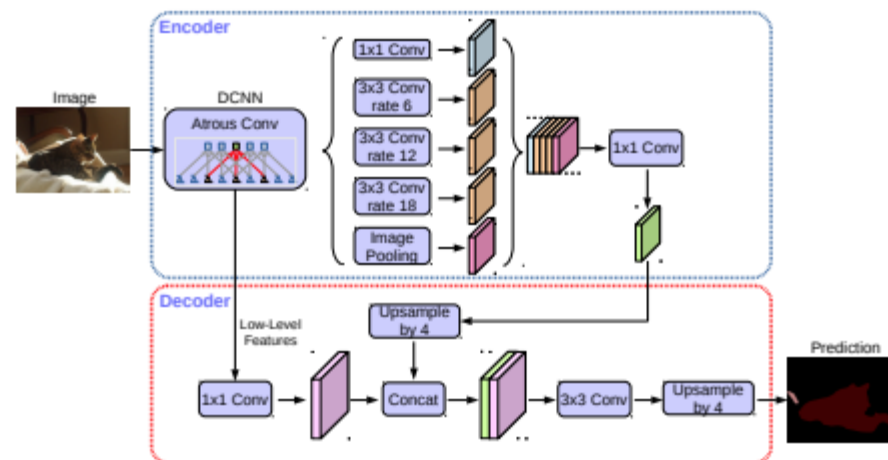 Encoder
Image
DCNN
Atrous Conv
1x1 Conv
3x3 Conv
rate 6
3x3 Conv
rate 12
3x3 Conv
rate 18
Image
Pooling
1x1 Conv
Decoder
Low-Level
Features
Upsample
by 4
1x1 Conv
Concat
3x3 Conv
Upsample
by 4
Prediction